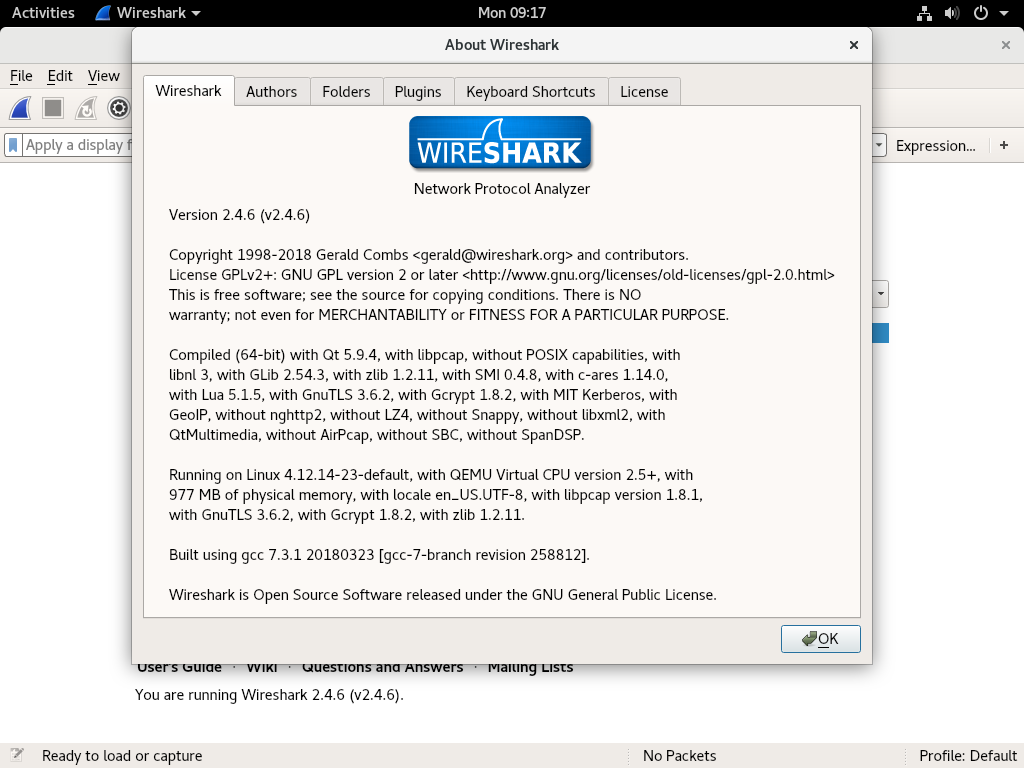 Activities Wireshark Mon 09:17
About Wireshark
File Edit View
Wireshark Authors Folders Plugins Keyboard Shortcuts License
Apply a display f
Expression... +
WIRESHARK
Network Protocol Analyzer
Version 2.4.6 (v2.4.6)
Copyright 1998-2018 Gerald Combs <gerald@wireshark.org> and contributors.
License GPLv2+: GNU GPL version 2 or later <http://www.gnu.org/licenses/old-licenses/gpl-2.0.html>
This is free software; see the source for copying conditions. There is NO
warranty; not even for MERCHANTABILITY or FITNESS FOR A PARTICULAR PURPOSE.
Compiled (64-bit) with Qt 5.9.4, with libpcap, without POSIX capabilities, with
libnl 3, with GLib 2.54.3, with zlib 1.2.11, with SMI 0.4.8, with c-ares 1.14.0,
with Lua 5.1.5, with GnuTLS 3.6.2, with Gcrypt 1.8.2, with MIT Kerberos, with
GeoIP, without nghttp2, without LZ4, without Snappy, without libxml2, with
QtMultimedia, without AirPcap, without SBC, without SpanDSP.
Running on Linux 4.12.14-23-default, with QEMU Virtual CPU version 2.5+, with
977 MB of physical memory, with locale en_US.UTF-8, with libpcap version 1.8.1,
with GnuTLS 3.6.2, with Gcrypt 1.8.2, with zlib 1.2.11.
Built using gcc 7.3.1 20180323 [gcc-7-branch revision 258812].
Wireshark is Open Source Software released under the GNU General Public License.
OK
User's Guide · Wiki · Questions and Answers · Mailing Lists
You are running Wireshark 2.4.6 (v2.4.6).
Ready to load or capture No Packets Profile: Default